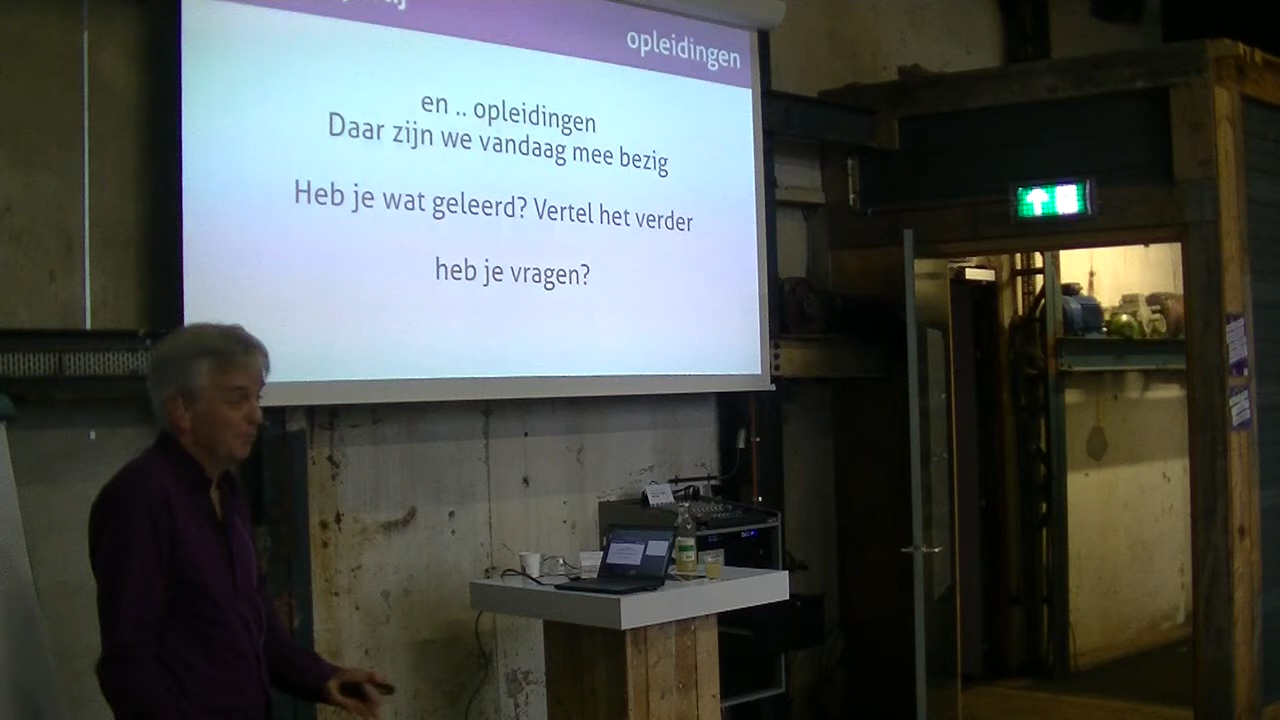 opleidingen
en .. opleidingen
Daar zijn we vandaag mee bezig
Heb je wat geleerd? Vertel het verder
heb je vragen?